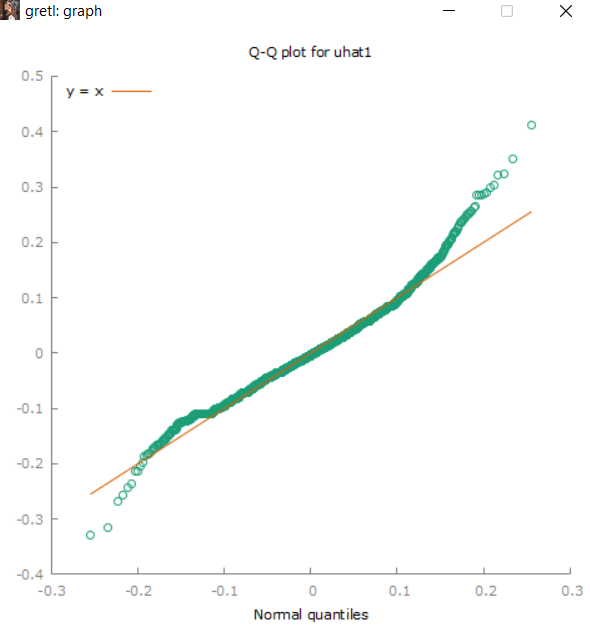 gretl: graph
Q-Q plot for uhat1
y = x
0.5
0.4
0.3
0.2
0.1
0
-0.1
-0.2
-0.3
-0.4
-0.3 -0.2 -0.1 0 0.1 0.2 0.3
Normal quantiles